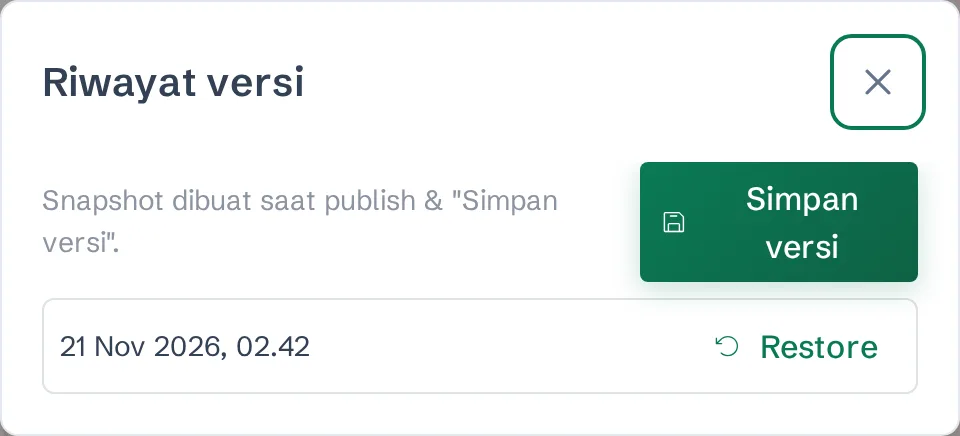 Riwayat versi
Snapshot dibuat saat publish & "Simpan
versi".
Simpan
versi
21 Nov 2026, 02.42
Restore